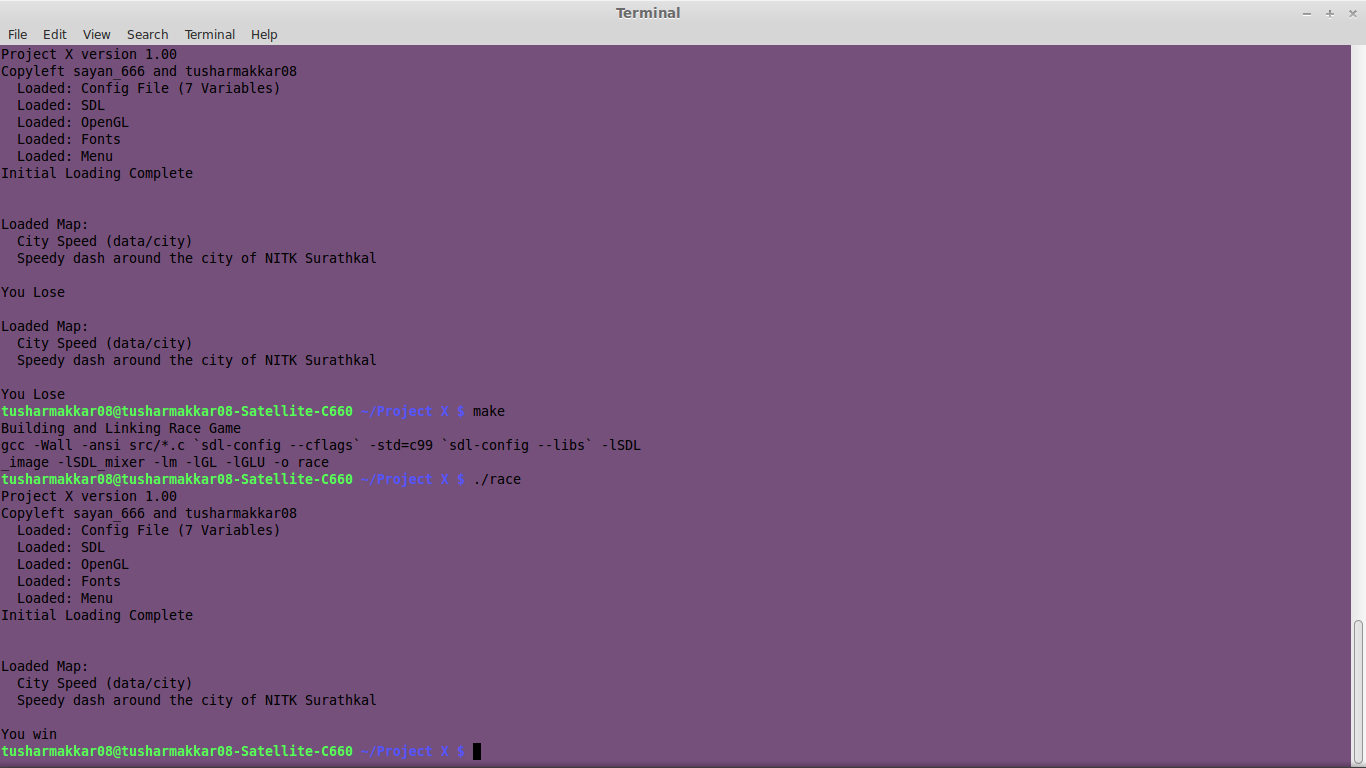 Terminal
File Edit View Search Terminal Help
Project X version 1.00
Copyleft sayan_666 and tusharmakkar08
  Loaded: Config File (7 Variables)
  Loaded: SDL
  Loaded: OpenGL
  Loaded: Fonts
  Loaded: Menu
Initial Loading Complete
Loaded Map:
  City Speed (data/city)
  Speedy dash around the city of NITK Surathkal
You Lose
Loaded Map:
  City Speed (data/city)
  Speedy dash around the city of NITK Surathkal
You Lose
tusharmakkar08@tusharmakkar08-Satellite-C660 ~/Project X $ make
Building and Linking Race Game
gcc -Wall -ansi src/*.c `sdl-config --cflags` -std=c99 `sdl-config --libs` -lSDL
_image -lSDL_mixer -lm -lGL -lGLU -o race
tusharmakkar08@tusharmakkar08-Satellite-C660 ~/Project X $ ./race
Project X version 1.00
Copyleft sayan_666 and tusharmakkar08
  Loaded: Config File (7 Variables)
  Loaded: SDL
  Loaded: OpenGL
  Loaded: Fonts
  Loaded: Menu
Initial Loading Complete
Loaded Map:
  City Speed (data/city)
  Speedy dash around the city of NITK Surathkal
You win
tusharmakkar08@tusharmakkar08-Satellite-C660 ~/Project X $